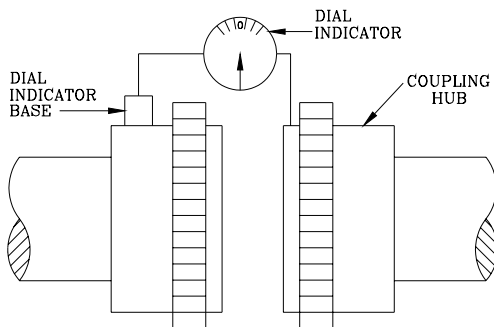 DIAL
INDICATOR
0
DIAL
INDICATOR
BASE
COUPLING
HUB